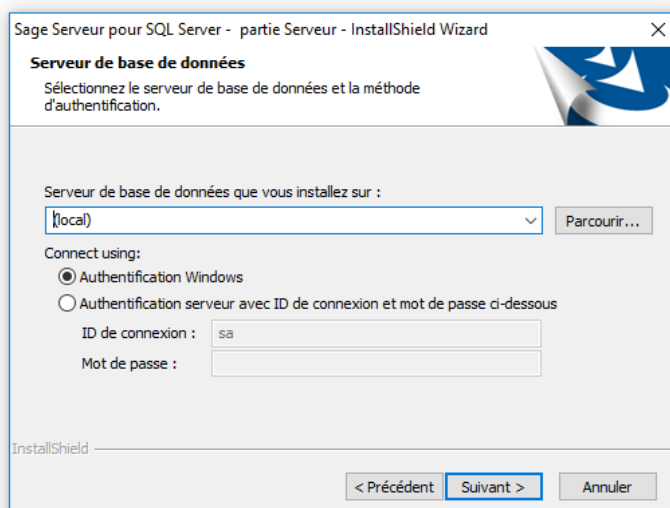 Sage Serveur pour SQL Server - partie Serveur - InstallShield Wizard
Serveur de base de données
Sélectionnez le serveur de base de données et la méthode
d'authentification.
Serveur de base de données que vous installez sur :
(local)
Parcourir...
Connect using:
Authentification Windows
Authentification serveur avec ID de connexion et mot de passe ci-dessous
ID de connexion :
sa
Mot de passe :
InstallShield
< Précédent
Suivant >
Annuler